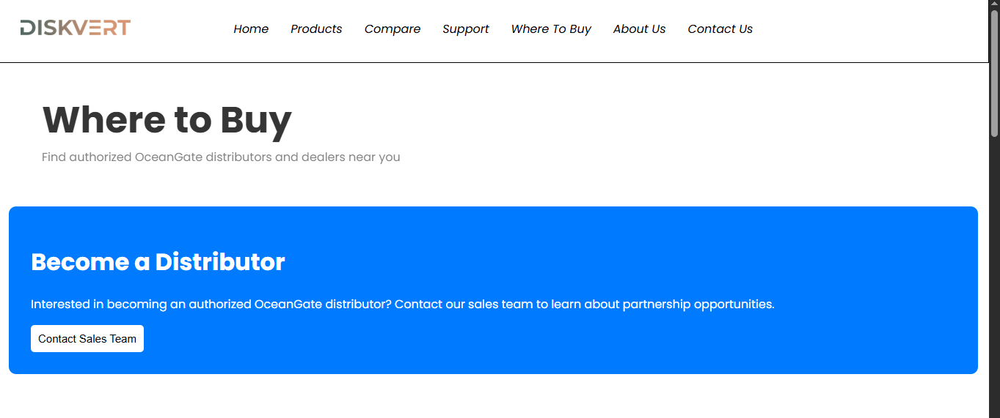 DISKVERT Home Products Compare Support Where To Buy About Us Contact Us
Where to Buy
Find authorized OceanGate distributors and dealers near you
Become a Distributor
Interested in becoming an authorized OceanGate distributor? Contact our sales team to learn about partnership opportunities.
Contact Sales Team